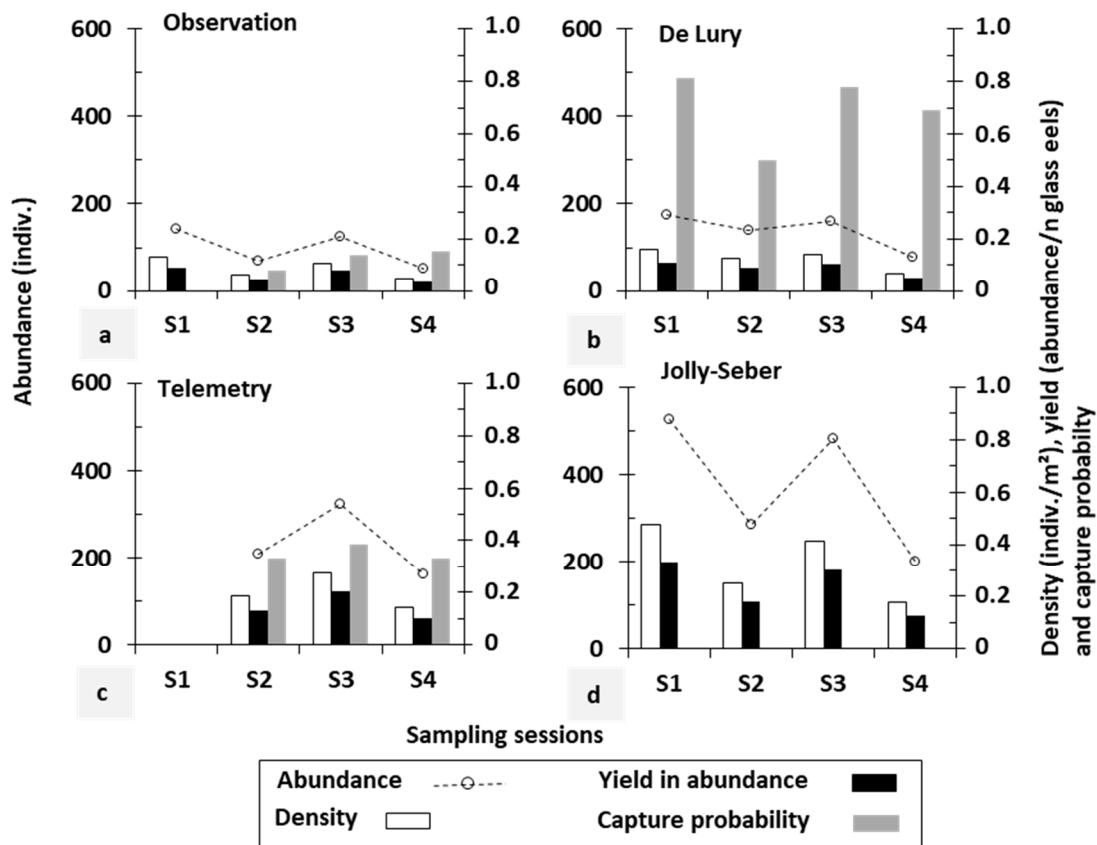 Observation
600
400
200
0
1.0
0.8
0.6
0.4
0.2
0
S1 S2 S3 S4
a
De Lury
600
400
200
0
1.0
0.8
0.6
0.4
0.2
0
S1 S2 S3 S4
b
Telemetry
600
400
200
0
1.0
0.8
0.6
0.4
0.2
0
S1 S2 S3 S4
c
Jolly-Seber
600
400
200
0
1.0
0.8
0.6
0.4
0.2
0
S1 S2 S3 S4
d
Abundance (indiv.)
Density (indiv./m²), yield (abundance/n glass eels)
and capture probabilty
Sampling sessions
Abundance Yield in abundance
Density Capture probability